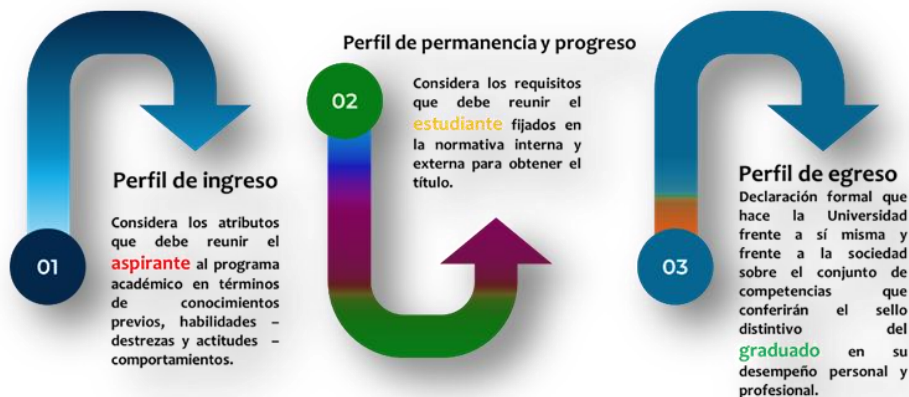 01
Perfil de ingreso
Considera los atributos
que debe reunir el
aspirante al programa
académico en términos
de conocimientos
previos, habilidades –
destrezas y actitudes –
comportamientos.
Perfil de permanencia y progreso
02
Considera los requisitos
que debe reunir el
estudiante fijados en
la normativa interna y
externa para obtener el
título.
03
Perfil de egreso
Declaración formal que
hace la Universidad
frente a sí misma y
frente a la sociedad
sobre el conjunto de
competencias que
conferirán el sello
distintivo del
graduado en su
desempeño personal y
profesional.